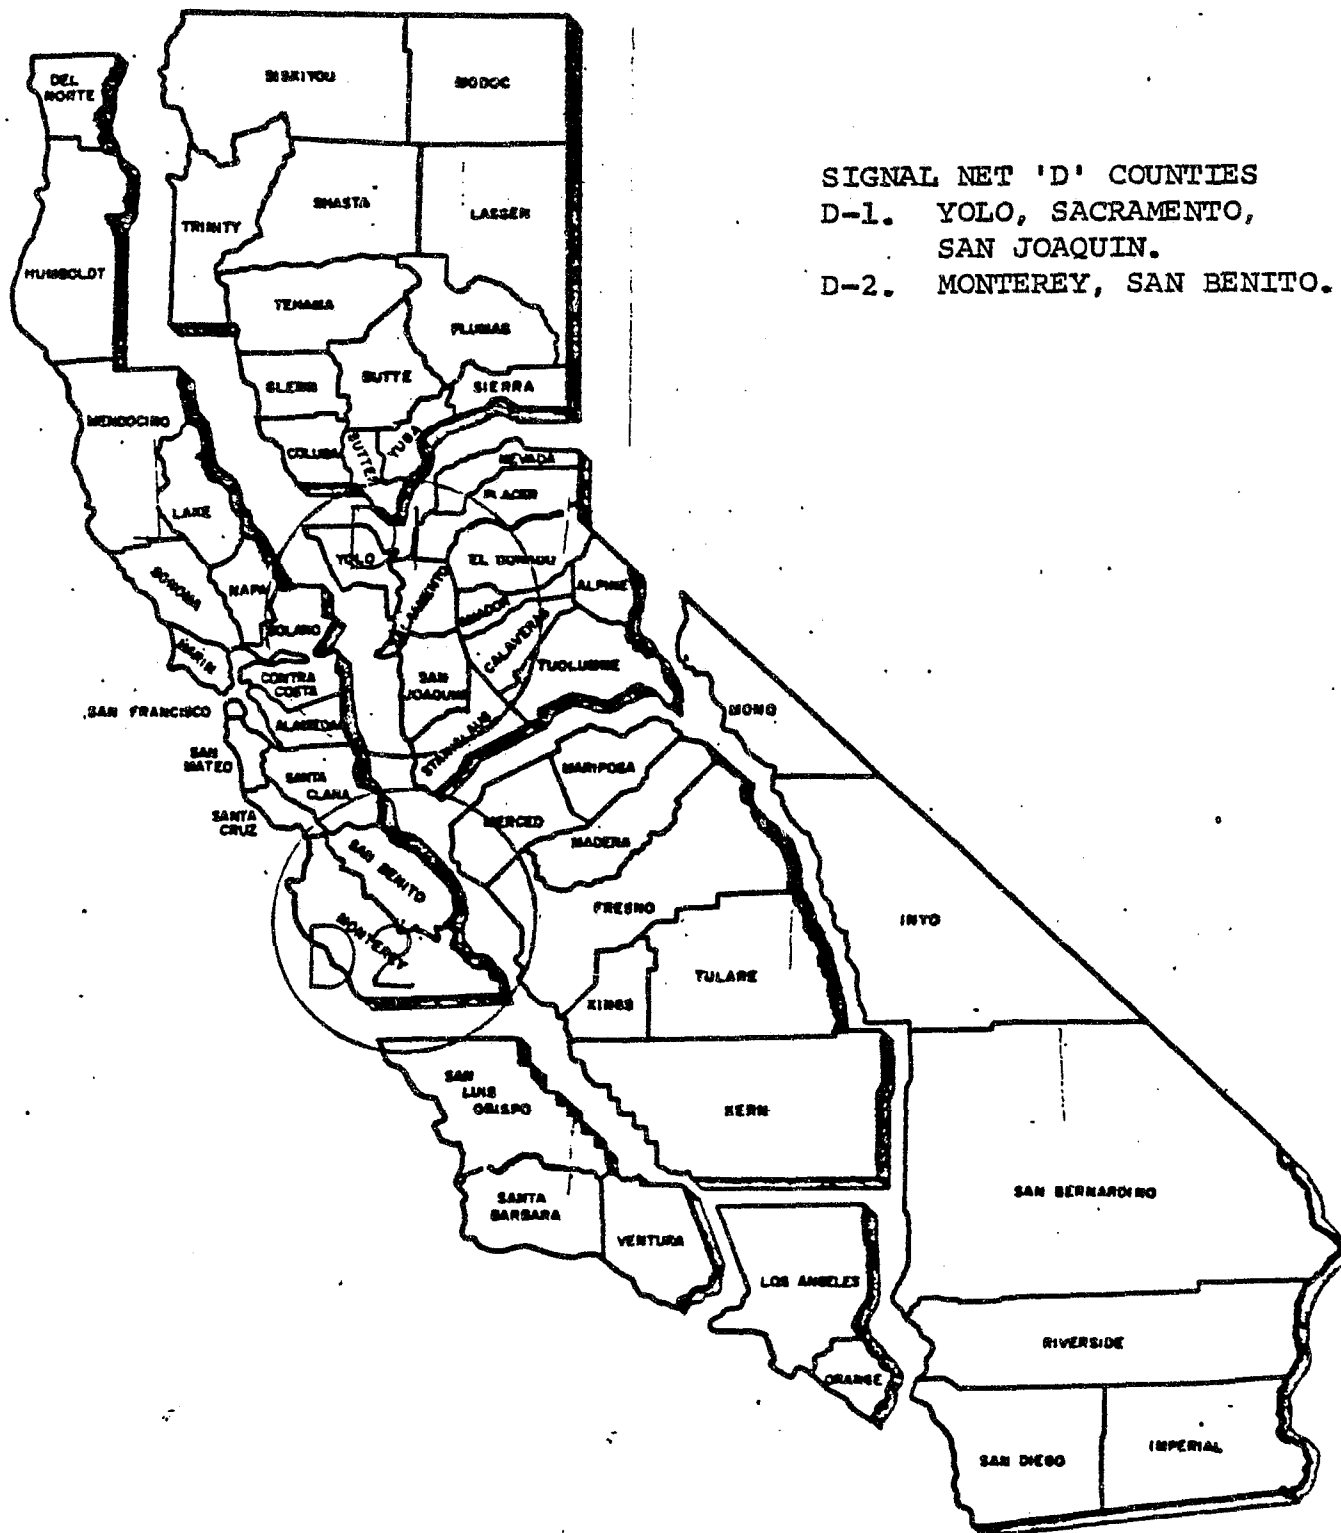 SIGNAL NET 'D' COUNTIES
D-1. YOLO, SACRAMENTO,
SAN JOAQUIN.
D-2. MONTEREY, SAN BENITO.
DEL
NORTE
SISKIYOU
MODOC
HUMBOLDT
TRINITY
SHASTA
LASSEN
TEHAMA
PLUMAS
GLENN
BUTTE
SIERRA
MENDOCINO
COLUSA
SUTTER
YUBA
NEVADA
PLACER
LAKE
YOLO
EL DORADO
ALPINE
SONOMA
NAPA
AMADOR
SOLANO
CALAVERAS
MARIN
CONTRA
COSTA
SAN
JOAQUIN
TUOLUMNE
SAN FRANCISCO
ALAMEDA
STANISLAUS
MONO
SAN
MATEO
SANTA
CLARA
MARIPOSA
SANTA
CRUZ
MERCED
MADERA
SAN BENITO
FRESNO
INYO
MONTEREY
D2
TULARE
KINGS
SAN
LUIS
OBISPO
KERN
SANTA
BARBARA
SAN BERNARDINO
VENTURA
LOS ANGELES
RIVERSIDE
ORANGE
SAN DIEGO
IMPERIAL